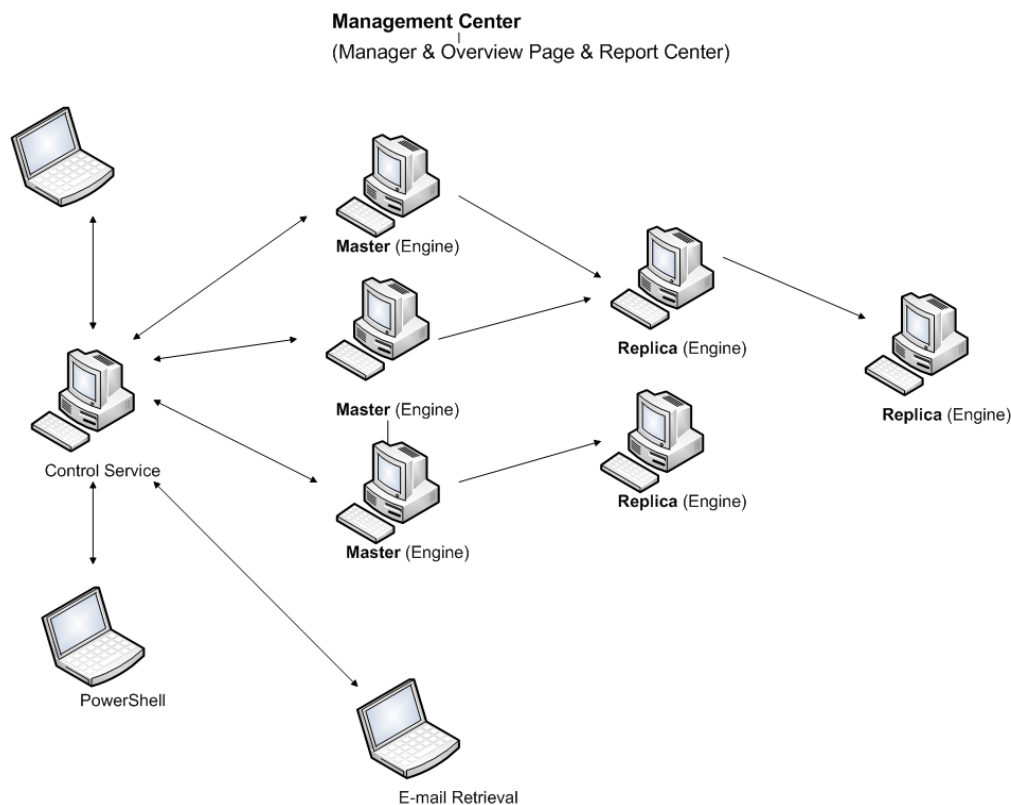 Management Center
(Manager & Overview Page & Report Center)
Master (Engine)
Replica (Engine)
Replica (Engine)
Master (Engine)
Control Service
Replica (Engine)
Master (Engine)
PowerShell
E-mail Retrieval